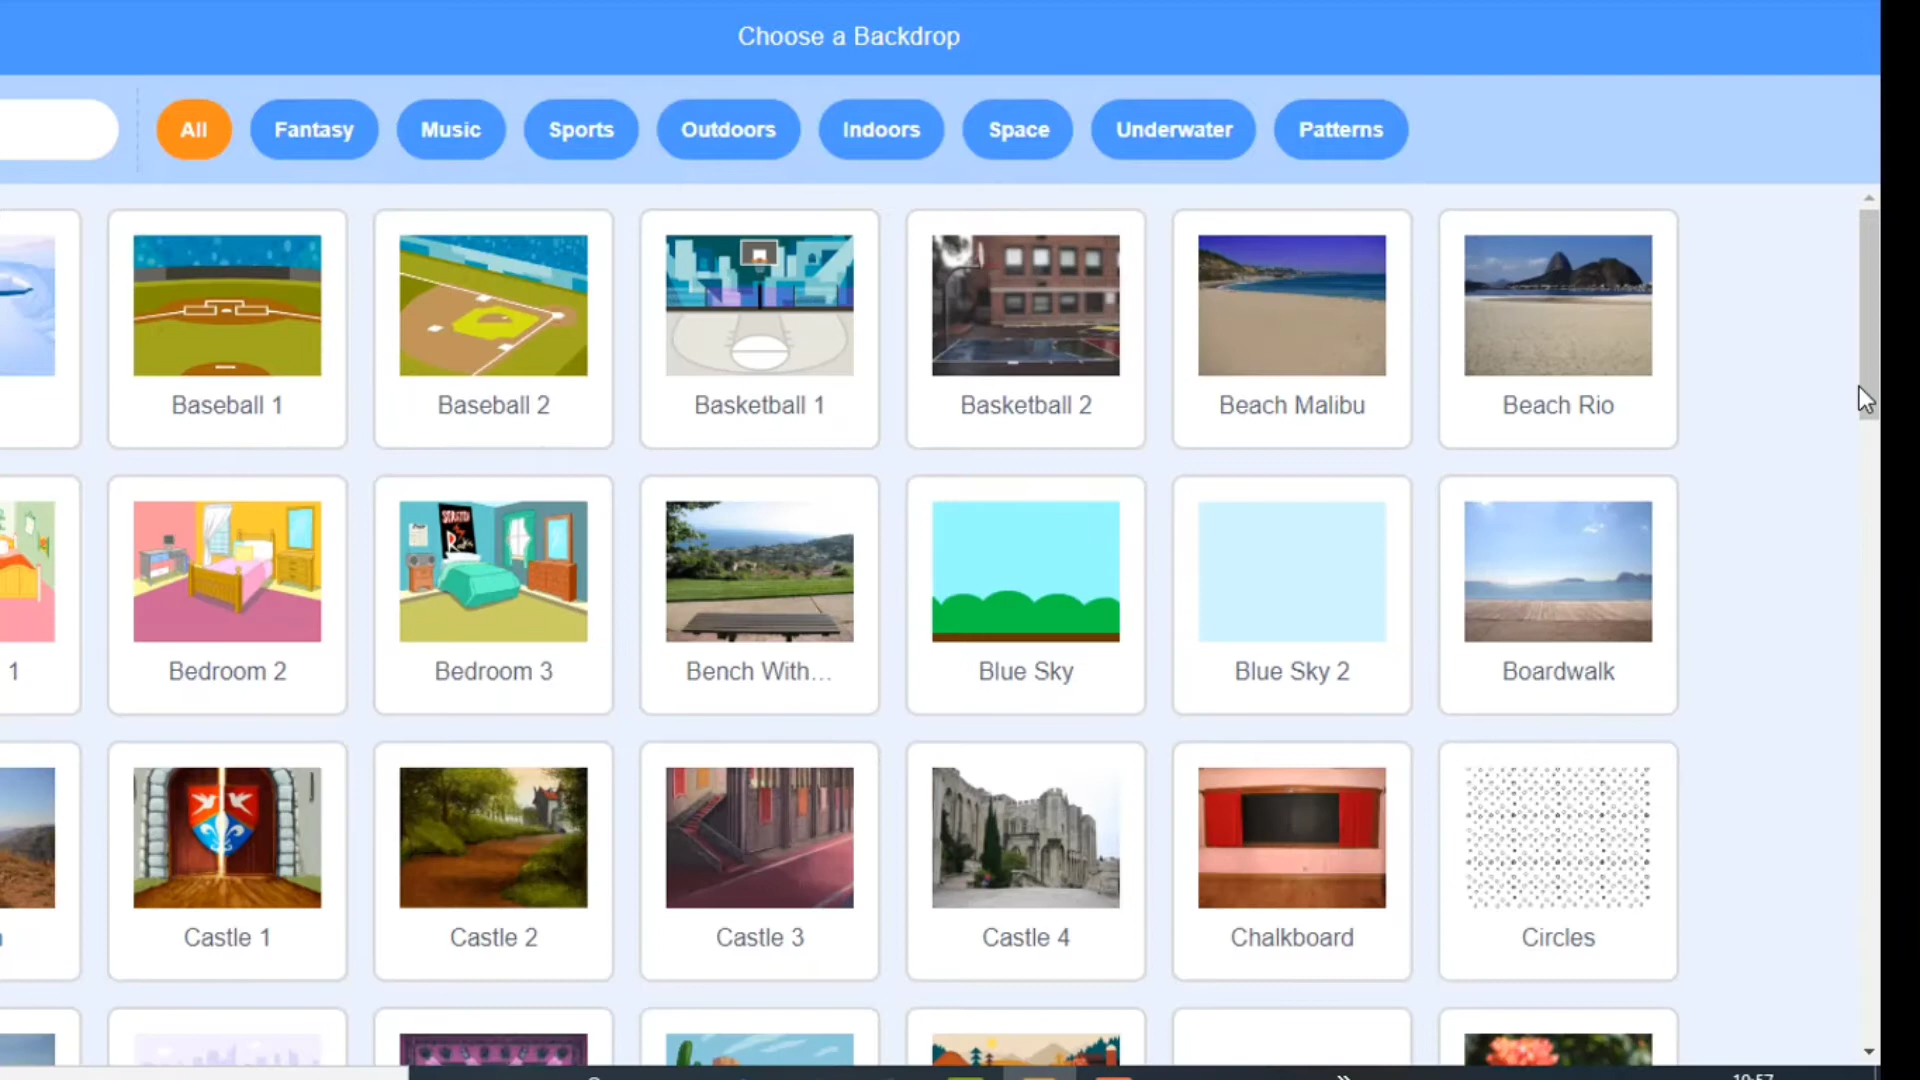 Choose a Backdrop
All Fantasy Music Sports Outdoors Indoors Space Underwater Patterns
Baseball 1 Baseball 2 Basketball 1 Basketball 2 Beach Malibu Beach Rio
1 Bedroom 2 Bedroom 3 Bench With... Blue Sky Blue Sky 2 Boardwalk
Castle 1 Castle 2 Castle 3 Castle 4 Chalkboard Circles